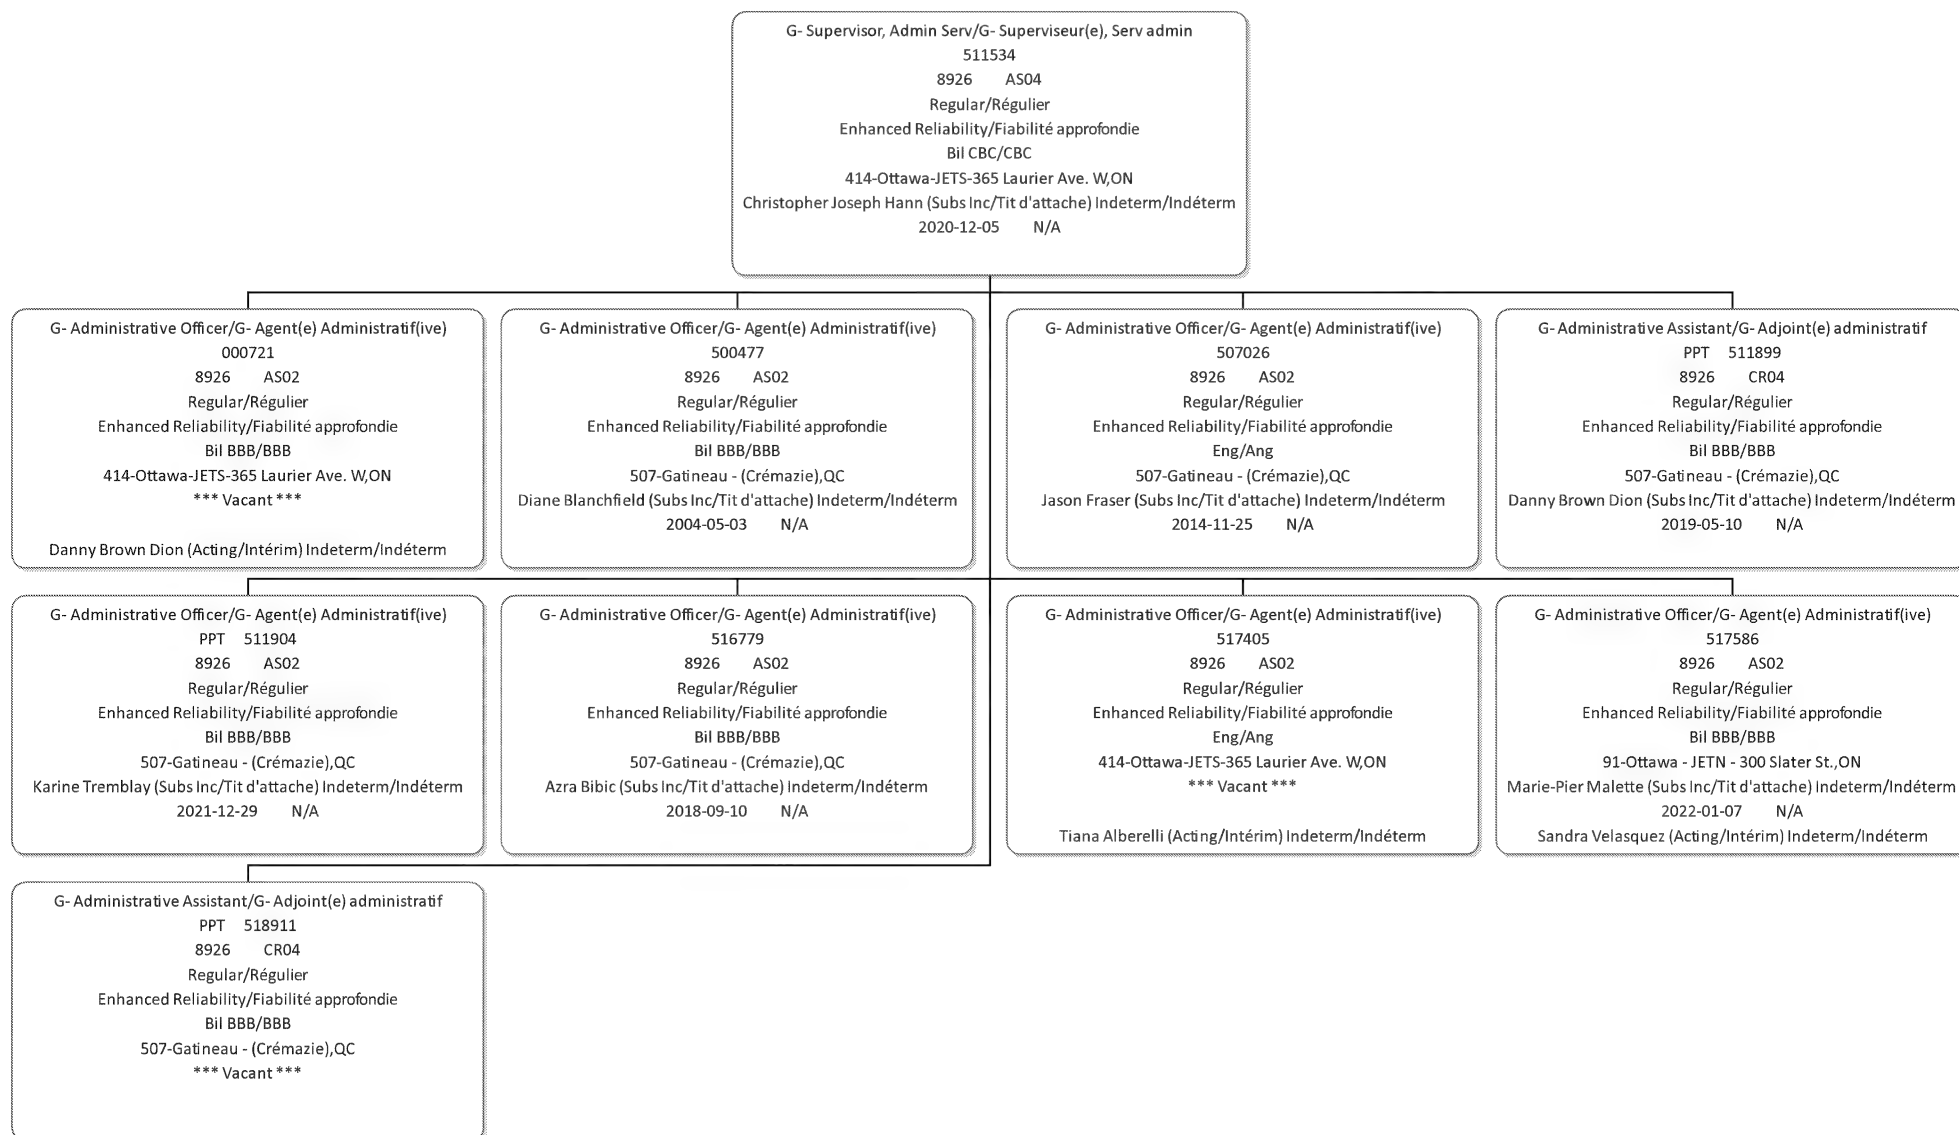 G- Supervisor, Admin Serv/G- Superviseur(e), Serv admin
511534
8926 AS04
Regular/Régulier
Enhanced Reliability/Fiabilité approfondie
Bil CBC/CBC
414-Ottawa-JETS-365 Laurier Ave. W,ON
Christopher Joseph Hann (Subs Inc/Tit d'attache) Indeterm/Indéterm
2020-12-05 N/A
G- Administrative Officer/G- Agent(e) Administratif(ive)
000721
8926 AS02
Regular/Régulier
Enhanced Reliability/Fiabilité approfondie
Bil BBB/BBB
414-Ottawa-JETS-365 Laurier Ave. W,ON
*** Vacant ***
Danny Brown Dion (Acting/Intérim) Indeterm/Indéterm
G- Administrative Officer/G- Agent(e) Administratif(ive)
500477
8926 AS02
Regular/Régulier
Enhanced Reliability/Fiabilité approfondie
Bil BBB/BBB
507-Gatineau - (Crémazie),QC
Diane Blanchfield (Subs Inc/Tit d'attache) Indeterm/Indéterm
2004-05-03 N/A
G- Administrative Officer/G- Agent(e) Administratif(ive)
507026
8926 AS02
Regular/Régulier
Enhanced Reliability/Fiabilité approfondie
Eng/Ang
507-Gatineau - (Crémazie),QC
Jason Fraser (Subs Inc/Tit d'attache) Indeterm/Indéterm
2014-11-25 N/A
G- Administrative Assistant/G- Adjoint(e) administratif
PPT 511899
8926 CR04
Regular/Régulier
Enhanced Reliability/Fiabilité approfondie
Bil BBB/BBB
507-Gatineau - (Crémazie),QC
Danny Brown Dion (Subs Inc/Tit d'attache) Indeterm/Indéterm
2019-05-10 N/A
G- Administrative Officer/G- Agent(e) Administratif(ive)
PPT 511904
8926 AS02
Regular/Régulier
Enhanced Reliability/Fiabilité approfondie
Bil BBB/BBB
507-Gatineau - (Crémazie),QC
Karine Tremblay (Subs Inc/Tit d'attache) Indeterm/Indéterm
2021-12-29 N/A
G- Administrative Officer/G- Agent(e) Administratif(ive)
516779
8926 AS02
Regular/Régulier
Enhanced Reliability/Fiabilité approfondie
Bil BBB/BBB
507-Gatineau - (Crémazie),QC
Azra Bibic (Subs Inc/Tit d'attache) Indeterm/Indéterm
2018-09-10 N/A
G- Administrative Officer/G- Agent(e) Administratif(ive)
517405
8926 AS02
Regular/Régulier
Enhanced Reliability/Fiabilité approfondie
Eng/Ang
414-Ottawa-JETS-365 Laurier Ave. W,ON
*** Vacant ***
Tiana Alberelli (Acting/Intérim) Indeterm/Indéterm
G- Administrative Officer/G- Agent(e) Administratif(ive)
517586
8926 AS02
Regular/Régulier
Enhanced Reliability/Fiabilité approfondie
Bil BBB/BBB
91-Ottawa - JETN - 300 Slater St.,ON
Marie-Pier Malette (Subs Inc/Tit d'attache) Indeterm/Indéterm
2022-01-07 N/A
Sandra Velasquez (Acting/Intérim) Indeterm/Indéterm
G- Administrative Assistant/G- Adjoint(e) administratif
PPT 518911
8926 CR04
Regular/Régulier
Enhanced Reliability/Fiabilité approfondie
Bil BBB/BBB
507-Gatineau - (Crémazie),QC
*** Vacant ***